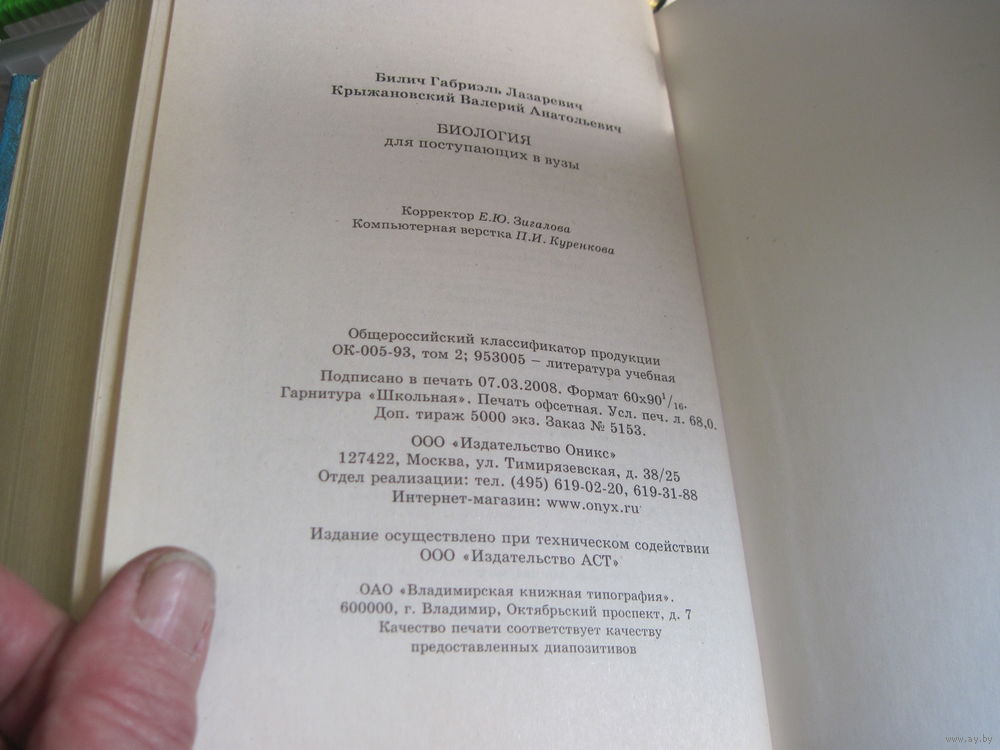 Билич Габриэль Лазаревич
Крыжановский Валерий Анатольевич
БИОЛОГИЯ
для поступающих в вузы
Корректор Е.Ю. Зигалова
Компьютерная верстка П.И. Куренкова
Общероссийский классификатор продукции
ОК-005-93, том 2; 953005 – литература учебная
Подписано в печать 07.03.2008. Формат 60х90¹/₁₆.
Гарнитура «Школьная». Печать офсетная. Усл. печ. л. 68,0.
Доп. тираж 5000 экз. Заказ № 5153.
ООО «Издательство Оникс»
127422, Москва, ул. Тимирязевская, д. 38/25
Отдел реализации: тел. (495) 619-02-20, 619-31-88
Интернет-магазин: www.onyx.ru
Издание осуществлено при техническом содействии
ООО «Издательство АСТ»
ОАО «Владимирская книжная типография».
600000, г. Владимир, Октябрьский проспект, д. 7
Качество печати соответствует качеству
предоставленных диапозитивов
www.ay.by